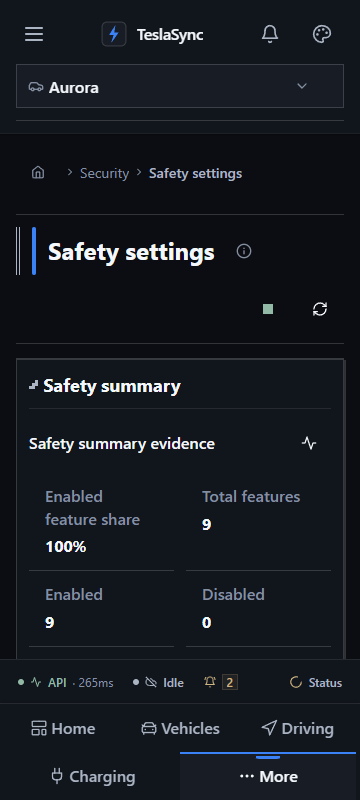 TeslaSync
Aurora
Security
Safety settings
Safety settings
Safety summary
Safety summary evidence
Enabled
feature share
100%
Total features
9
Enabled
9
Disabled
0
API · 265ms
Idle
2
Status
Home
Vehicles
Driving
Charging
More